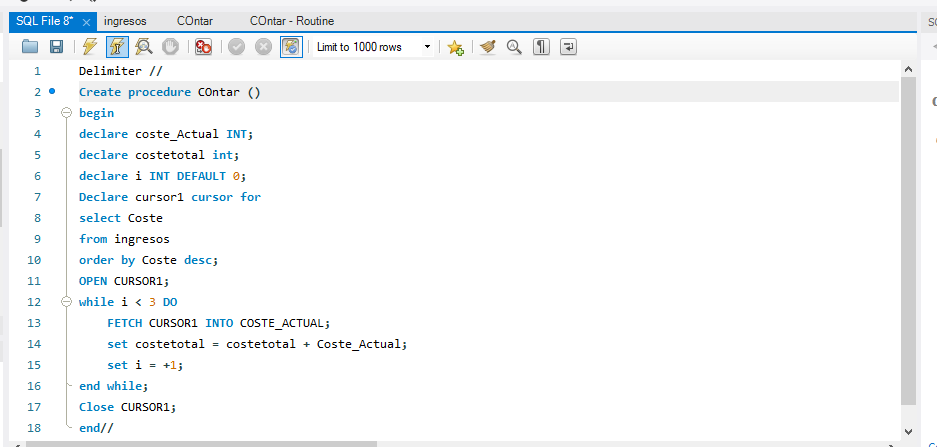 SQL File 8* × ingresos COntar COntar - Routine
Limit to 1000 rows
1 Delimiter //
2 Create procedure COntar ()
3 begin
4 declare coste_Actual INT;
5 declare costetotal int;
6 declare i INT DEFAULT 0;
7 Declare cursor1 cursor for
8 select Coste
9 from ingresos
10 order by Coste desc;
11 OPEN CURSOR1;
12 while i < 3 DO
13 FETCH CURSOR1 INTO COSTE_ACTUAL;
14 set costetotal = costetotal + Coste_Actual;
15 set i = +1;
16 end while;
17 Close CURSOR1;
18 end//